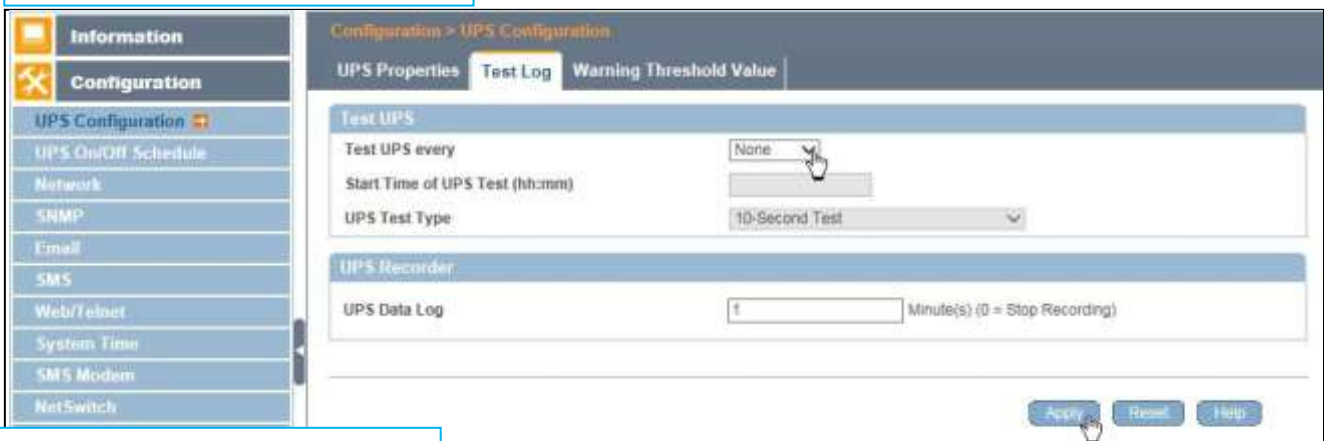 Information
Configuration
UPS Configuration
UPS On/Off Schedule
Network
SNMP
Email
SMS
Web/Telnet
System Time
SMS Modem
NetSwitch
Configuration > UPS Configuration
UPS Properties Test Log Warning Threshold Value
Test UPS
Test UPS every None
Start Time of UPS Test (hh:mm)
UPS Test Type 10-Second Test
UPS Recorder
UPS Data Log 1 Minute(s) (0 = Stop Recording)
Apply Reset Help